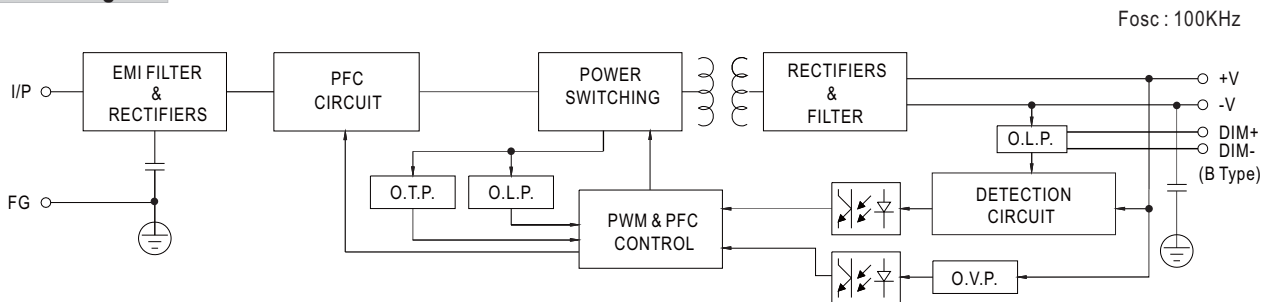 Fosc : 100KHz
I/P
EMI FILTER
&
RECTIFIERS
PFC
CIRCUIT
POWER
SWITCHING
RECTIFIERS
&
FILTER
+V
-V
DIM+
DIM-
(B Type)
O.L.P.
O.T.P.
O.L.P.
FG
PWM & PFC
CONTROL
DETECTION
CIRCUIT
O.V.P.